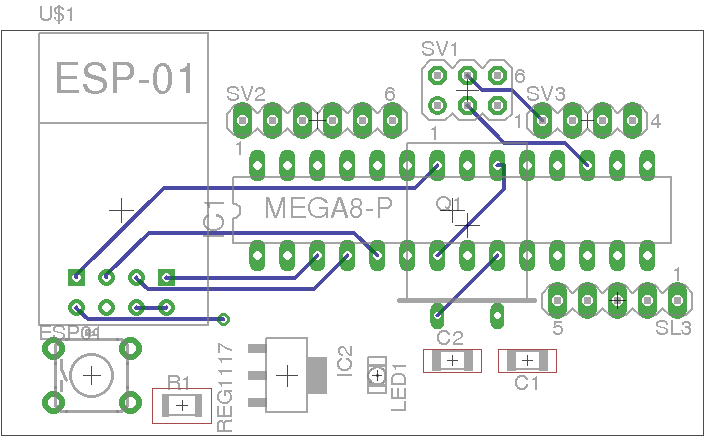 U$1
ESP-01
SV1
6
1
SV2
6
1
SV3
4
1
IC1
MEGA8-P
Q1
1
5
SL3
ESP01
R1
REG1117
IC2
LED1
C2
C1